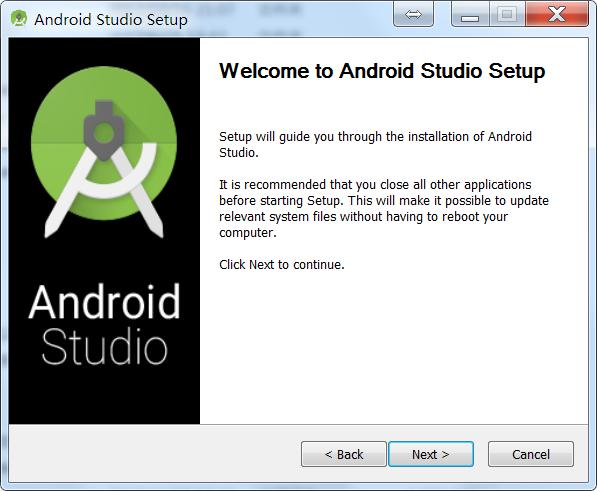 Android Studio Setup
Welcome to Android Studio Setup
Setup will guide you through the installation of Android
Studio.
It is recommended that you close all other applications
before starting Setup. This will make it possible to update
relevant system files without having to reboot your
computer.
Click Next to continue.
Android
Studio
< Back
Next >
Cancel